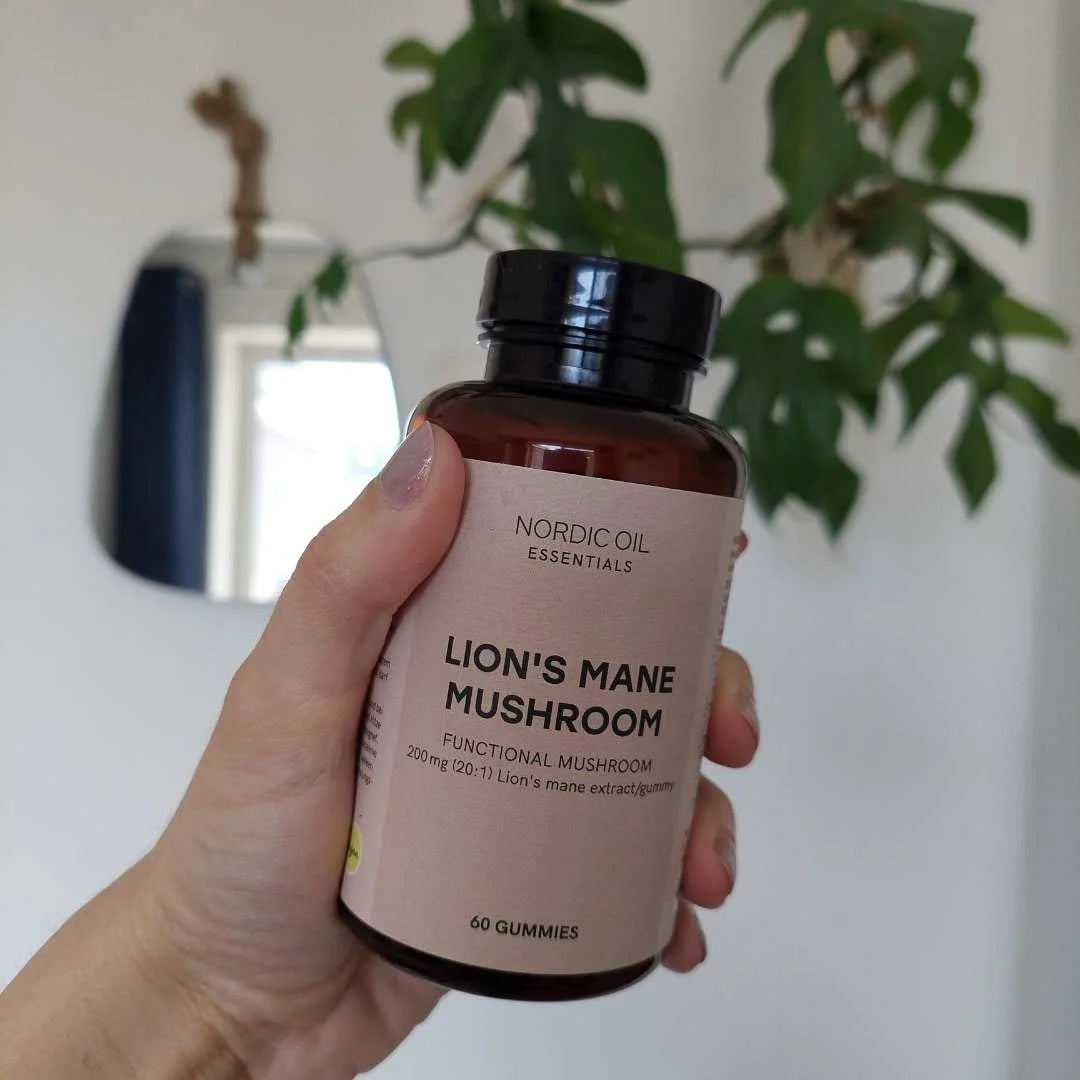 NORDIC OIL
ESSENTIALS
LION'S MANE
MUSHROOM
FUNCTIONAL MUSHROOM
200 mg (20:1) Lion's mane extract/gummy
60 GUMMIES